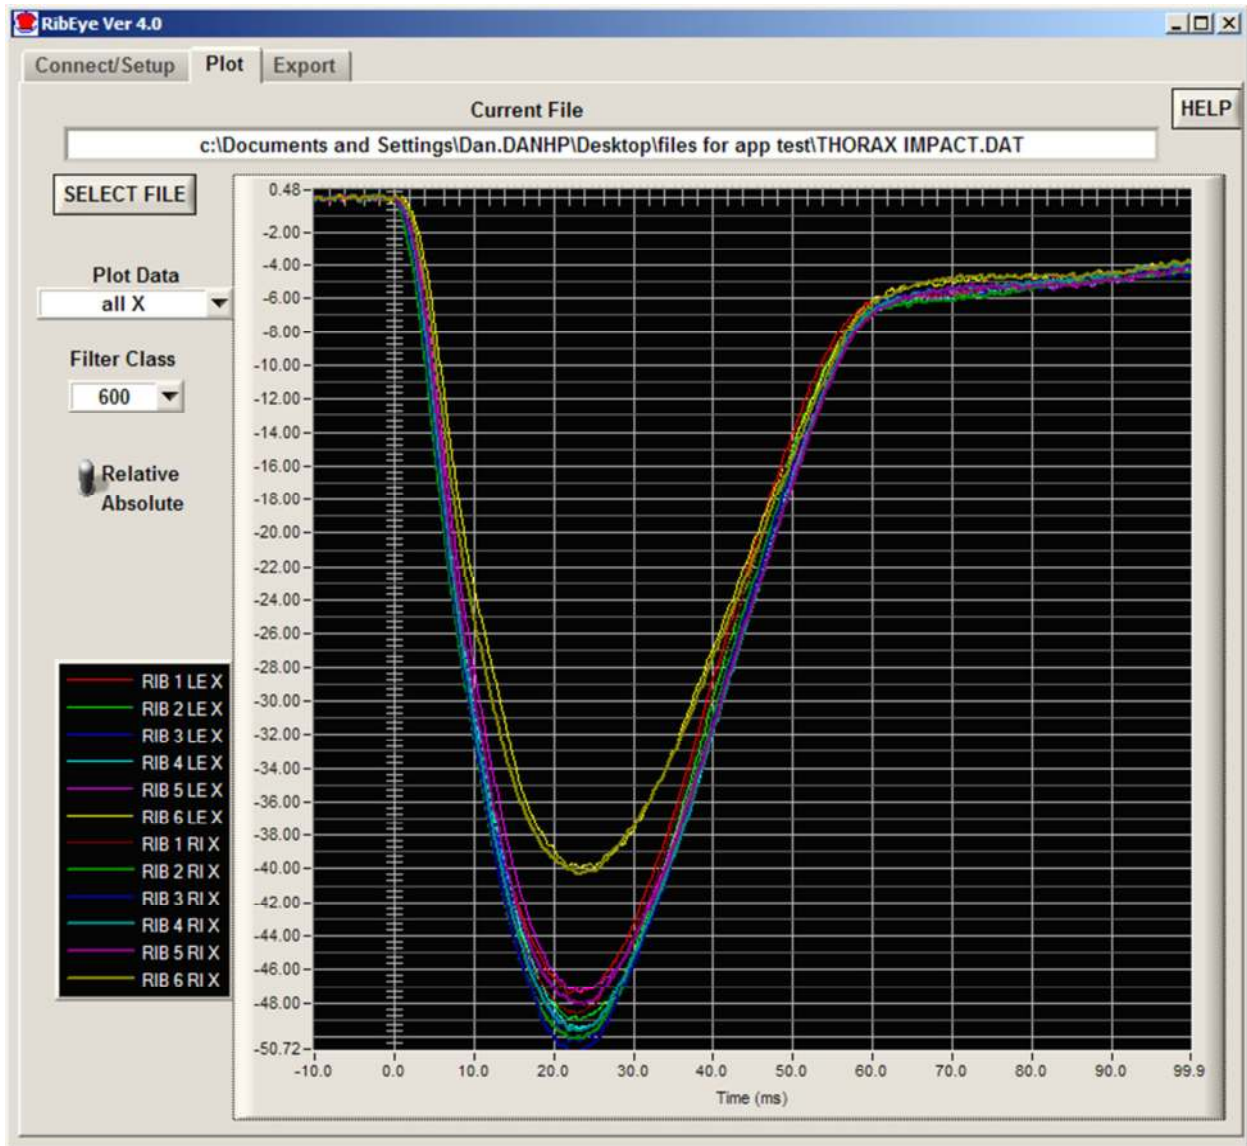 RibEye Ver 4.0
Connect/Setup Plot Export
Current File
HELP
c:\Documents and Settings\Dan.DANHP\Desktop\files for app test\THORAX IMPACT.DAT
SELECT FILE
Plot Data
all X
Filter Class
600
Relative
Absolute
RIB 1 LE X
RIB 2 LE X
RIB 3 LE X
RIB 4 LE X
RIB 5 LE X
RIB 6 LE X
RIB 1 RI X
RIB 2 RI X
RIB 3 RI X
RIB 4 RI X
RIB 5 RI X
RIB 6 RI X
0.48
-2.00
-4.00
-6.00
-8.00
-10.00
-12.00
-14.00
-16.00
-18.00
-20.00
-22.00
-24.00
-26.00
-28.00
-30.00
-32.00
-34.00
-36.00
-38.00
-40.00
-42.00
-44.00
-46.00
-48.00
-50.72
-10.0 0.0 10.0 20.0 30.0 40.0 50.0 60.0 70.0 80.0 90.0 99.9
Time (ms)